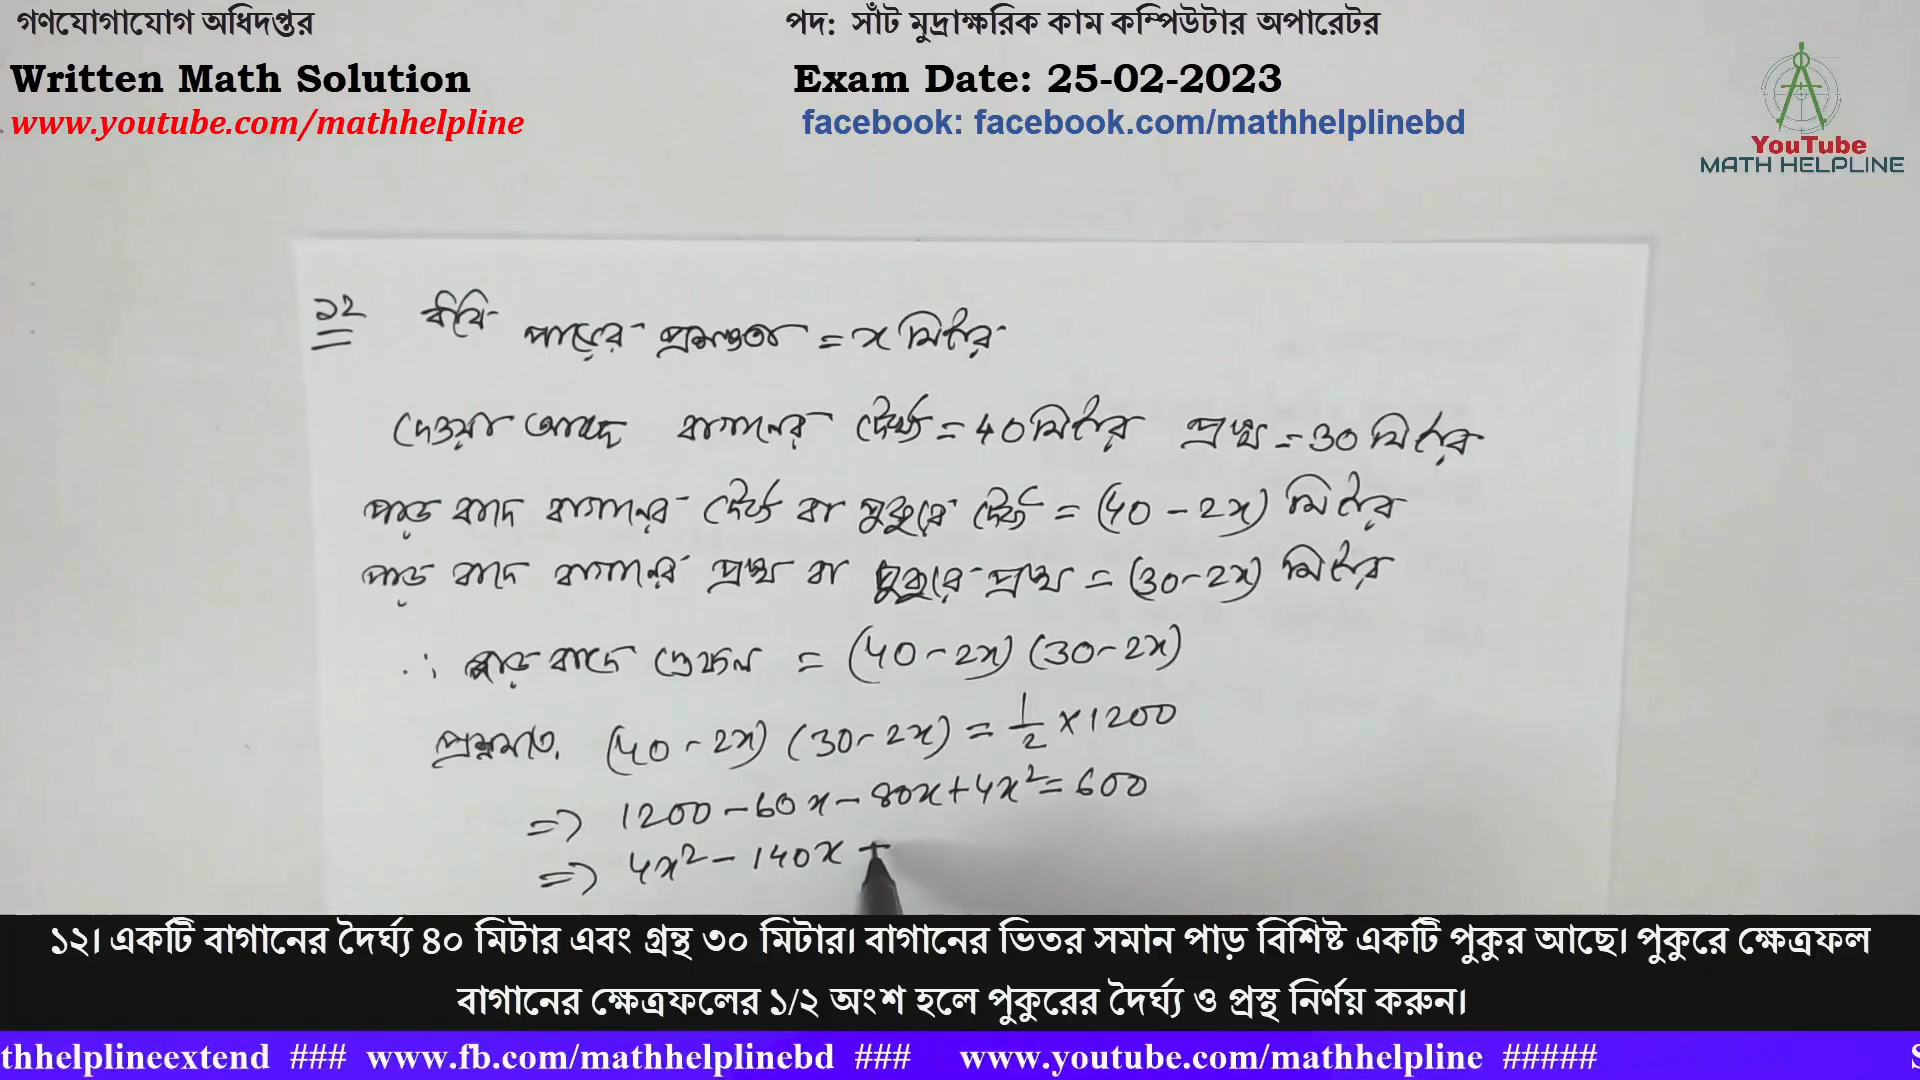 গণযোগাযোগ অধিদপ্তর
পদ: সাঁট মুদ্রাক্ষরিক কাম কম্পিউটার অপারেটর
Written Math Solution
Exam Date: 25-02-2023
www.youtube.com/mathhelpline
facebook: facebook.com/mathhelplinebd
YouTube
MATH HELPLINE
১২ ধরি পাড়ের প্রশস্ততা = x মিটার
দেওয়া আছে বাগানের দৈর্ঘ্য = 40 মিটার প্রস্থ = 30 মিটার
পাড় বাদে বাগানের দৈর্ঘ্য বা পুকুরে দৈর্ঘ্য = (40 - 2x) মিটার
পাড় বাদে বাগানের প্রস্থ বা পুকুরে প্রস্থ = (30 - 2x) মিটার
∴ পাড় বাদে ক্ষেত্রফল = (40 - 2x) (30 - 2x)
প্রশ্নমতে, (40 - 2x) (30 - 2x) = 1/2 × 1200
=> 1200 - 60x - 80x + 4x² = 600
=> 4x² - 140x +
১২। একটি বাগানের দৈর্ঘ্য ৪০ মিটার এবং গ্রন্থ ৩০ মিটার। বাগানের ভিতর সমান পাড় বিশিষ্ট একটি পুকুর আছে। পুকুরে ক্ষেত্রফল
বাগানের ক্ষেত্রফলের ১/২ অংশ হলে পুকুরের দৈর্ঘ্য ও প্রস্থ নির্ণয় করুন।
thhelplineextend ### www.fb.com/mathhelplinebd ### www.youtube.com/mathhelpline ##### S